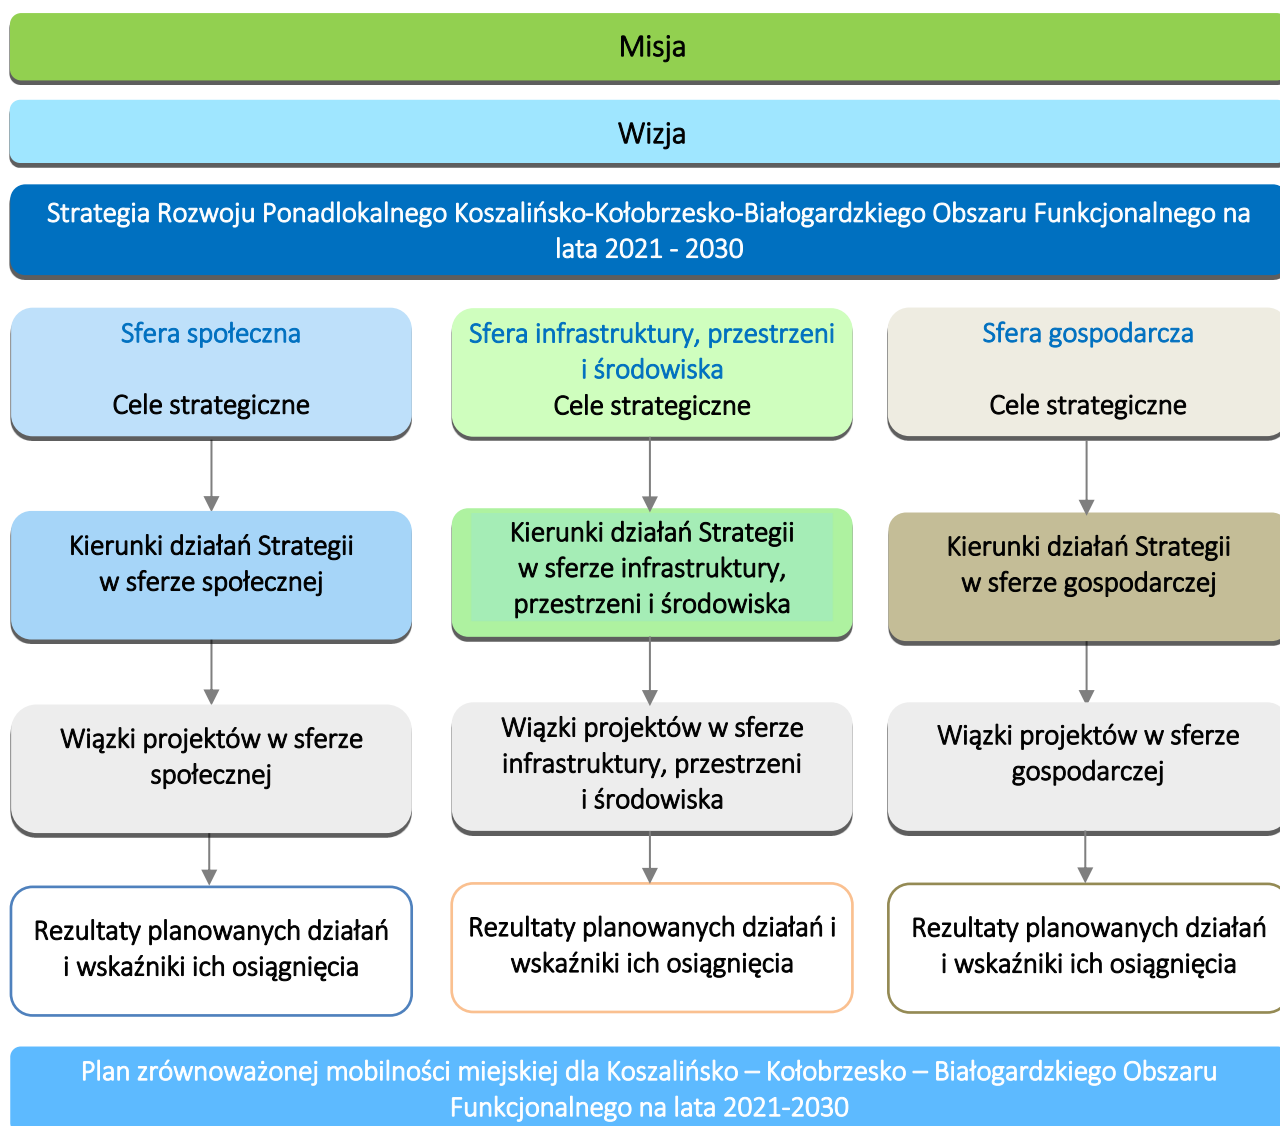 Misja
Wizja
Strategia Rozwoju Ponadlokalnego Koszalińsko-Kołobrzesko-Białogardzkiego Obszaru Funkcjonalnego na
lata 2021 - 2030
Sfera społeczna
Cele strategiczne
Sfera infrastruktury, przestrzeni
i środowiska
Cele strategiczne
Sfera gospodarcza
Cele strategiczne
Kierunki działań Strategii
w sferze społecznej
Kierunki działań Strategii
w sferze infrastruktury,
przestrzeni i środowiska
Kierunki działań Strategii
w sferze gospodarczej
Wiązki projektów w sferze
społecznej
Wiązki projektów w sferze
infrastruktury, przestrzeni
i środowiska
Wiązki projektów w sferze
gospodarczej
Rezultaty planowanych działań
i wskaźniki ich osiągnięcia
Rezultaty planowanych działań i
wskaźniki ich osiągnięcia
Rezultaty planowanych działań
i wskaźniki ich osiągnięcia
Plan zrównoważonej mobilności miejskiej dla Koszalińsko – Kołobrzesko – Białogardzkiego Obszaru
Funkcjonalnego na lata 2021-2030